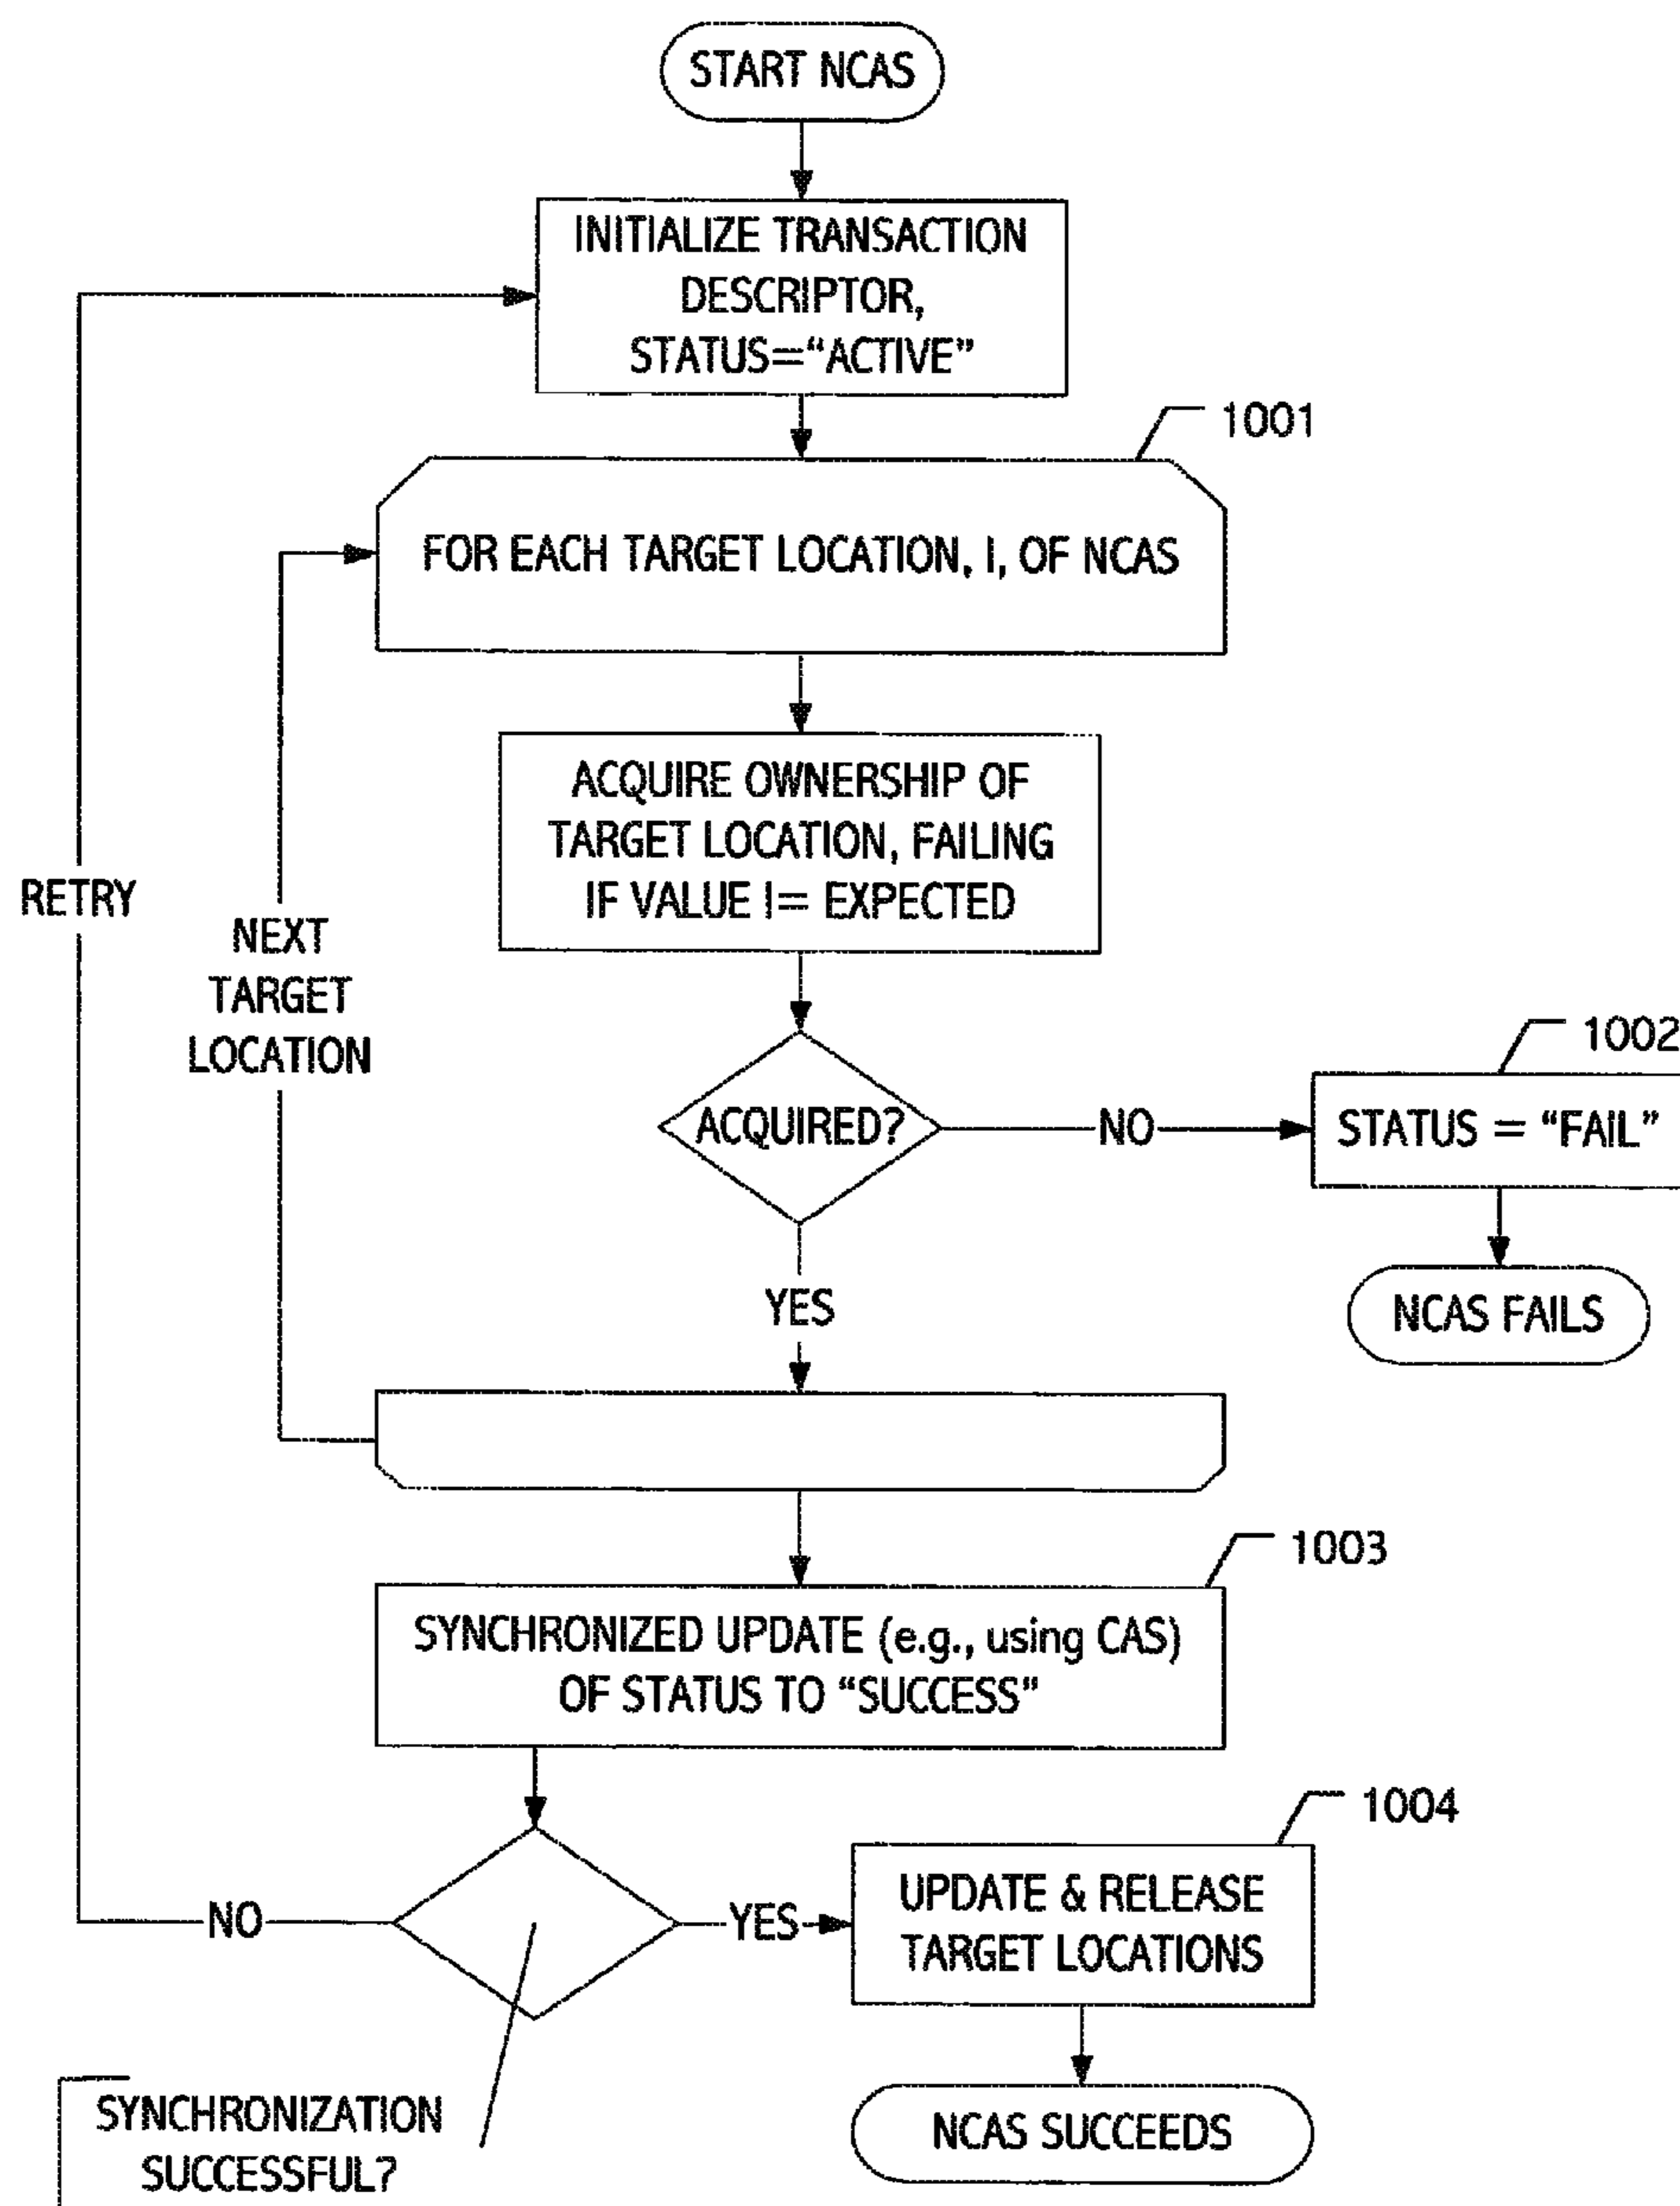 START NCAS
INITIALIZE TRANSACTION
DESCRIPTOR,
STATUS="ACTIVE"
1001
FOR EACH TARGET LOCATION, I, OF NCAS
ACQUIRE OWNERSHIP OF
TARGET LOCATION, FAILING
IF VALUE != EXPECTED
RETRY
NEXT
TARGET
LOCATION
ACQUIRED?
NO
1002
STATUS = "FAIL"
NCAS FAILS
YES
1003
SYNCHRONIZED UPDATE (e.g., using CAS)
OF STATUS TO "SUCCESS"
1004
NO
YES
UPDATE & RELEASE
TARGET LOCATIONS
SYNCHRONIZATION
SUCCESSFUL?
NCAS SUCCEEDS